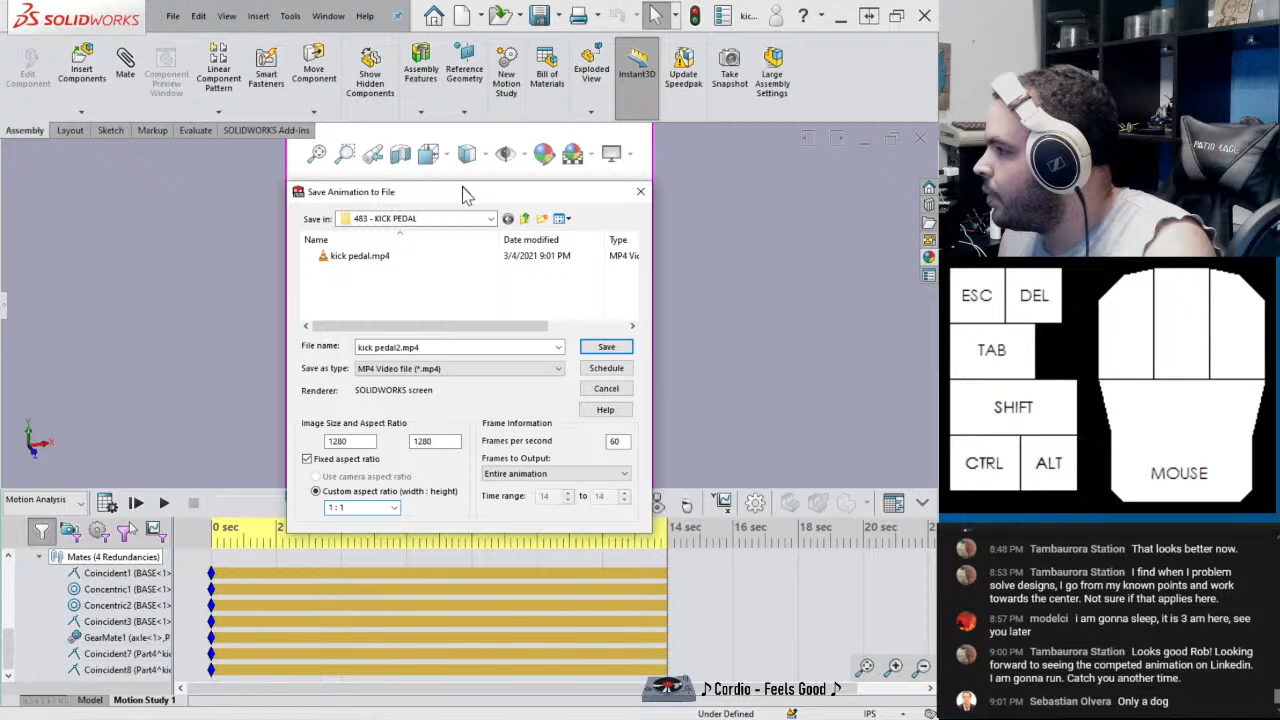 SOLIDWORKS
File Edit View Insert Tools Window Help
kic...
Edit Component
Insert Components
Mate
Component Preview Window
Linear Component Pattern
Smart Fasteners
Move Component
Show Hidden Components
Assembly Features
Reference Geometry
New Motion Study
Bill of Materials
Exploded View
Instant3D
Update Speedpak
Take Snapshot
Large Assembly Settings
Assembly Layout Sketch Markup Evaluate SOLIDWORKS Add-Ins
Save Animation to File
Save in: 483 - KICK PEDAL
Name Date modified Type
kick pedal.mp4 3/4/2021 9:01 PM MP4 Vic
File name: kick pedal2.mp4 Save
Save as type: MP4 Video file (*.mp4) Schedule
Renderer: SOLIDWORKS screen Cancel
Help
Image Size and Aspect Ratio
1280 1280
Fixed aspect ratio
Use camera aspect ratio
Custom aspect ratio (width : height)
1 : 1
Frame Information
Frames per second 60
Frames to Output:
Entire animation
Time range: 14 to 14
Motion Analysis
0 sec 2 14 sec 16 sec 18 sec 20 sec
Mates (4 Redundancies)
Coincident1 (BASE<1>
Concentric1 (BASE<1>
Concentric2 (BASE<1>
Coincident3 (BASE<1>
GearMate1 (axle<1>,P
Coincident7 (Part4^kic
Coincident8 (Part4^kic
Model Motion Study 1
♪Cordio - Feels Good ♪
Under Defined IPS
ESC DEL
TAB
SHIFT
CTRL ALT
MOUSE
8:48 PM Tambaurora Station That looks better now.
8:53 PM Tambaurora Station I find when I problem
solve designs, I go from my known points and work
towards the center. Not sure if that applies here.
8:57 PM modelci i am gonna sleep, it is 3 am here, see
you later
9:00 PM Tambaurora Station Looks good Rob! Looking
forward to seeing the competed animation on Linkedin.
I am gonna run. Catch you another time.
9:01 PM Sebastian Olvera Only a dog